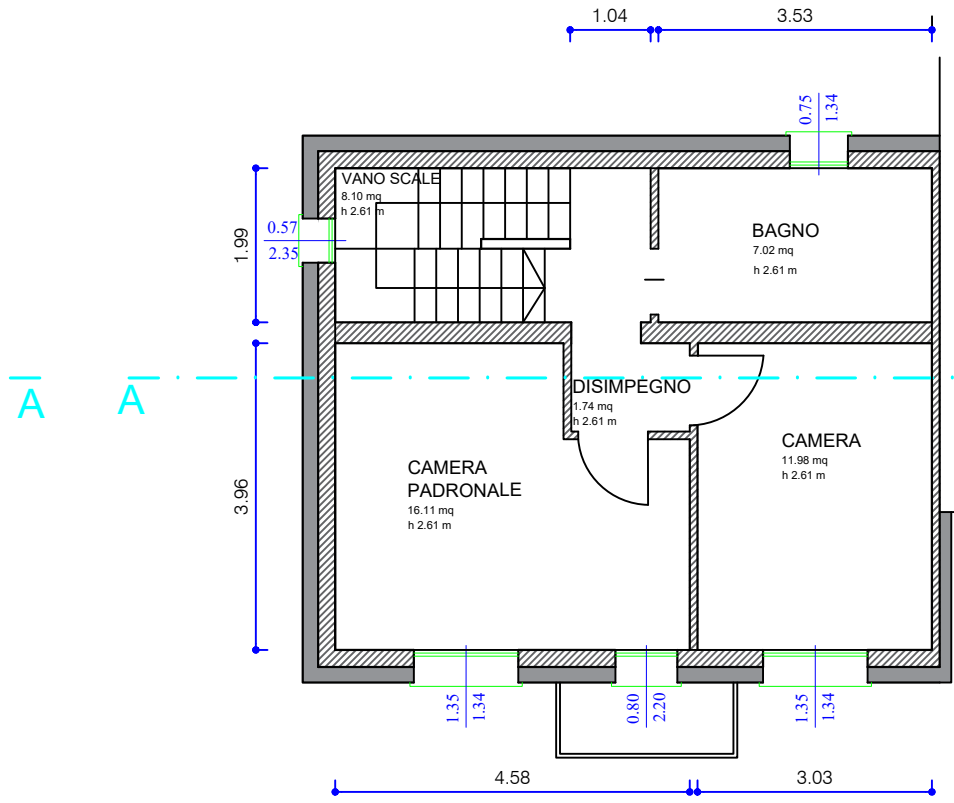 1.04
3.53
0.75
1.34
VANO SCALE
8.10 mq
h 2.61 m
0.57
2.35
1.99
BAGNO
7.02 mq
h 2.61 m
A
A
DISIMPEGNO
1.74 mq
h 2.61 m
CAMERA
11.98 mq
h 2.61 m
CAMERA
PADRONALE
16.11 mq
h 2.61 m
3.96
1.35
1.34
0.80
2.20
1.35
1.34
4.58
3.03